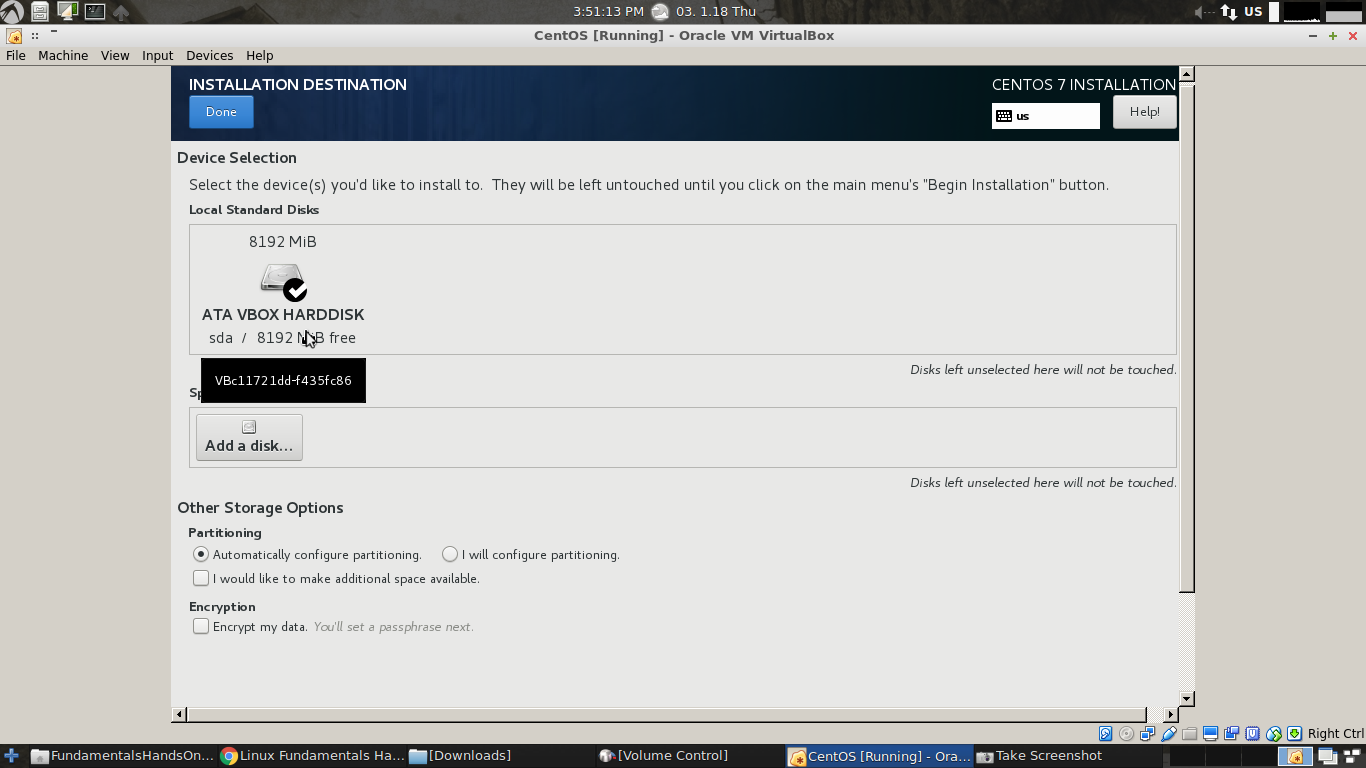 3:51:13 PM 03. 1.18 Thu US
CentOS [Running] - Oracle VM VirtualBox
File Machine View Input Devices Help
INSTALLATION DESTINATION
CENTOS 7 INSTALLATION
Done
us
Help!
Device Selection
Select the device(s) you'd like to install to. They will be left untouched until you click on the main menu's "Begin Installation" button.
Local Standard Disks
8192 MiB
ATA VBOX HARDDISK
sda / 8192 MiB free
VBc11721dd-f435fc86
Disks left unselected here will not be touched.
Add a disk...
Disks left unselected here will not be touched.
Other Storage Options
Partitioning
Automatically configure partitioning. I will configure partitioning.
I would like to make additional space available.
Encryption
Encrypt my data. You'll set a passphrase next.
Right Ctrl
FundamentalsHandsOn... Linux Fundamentals Ha... [Downloads] [Volume Control] CentOS [Running] - Ora... Take Screenshot